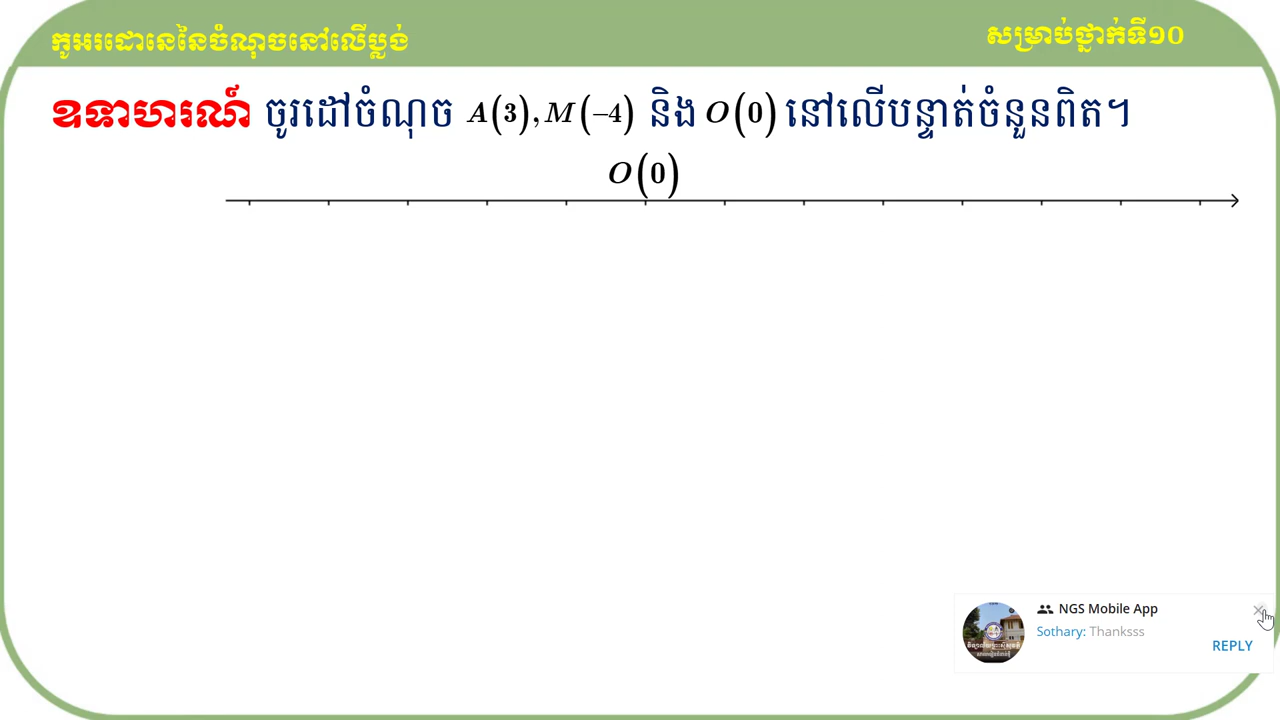 កូអរដោនេនៃចំណុចនៅលើប្លង់
សម្រាប់ថ្នាក់ទី១០
ឧទាហរណ៍ ចូរដៅចំណុច A(3), M(−4) និង O(0) នៅលើបន្ទាត់ចំនួនពិត។
O(0)
NGS Mobile App
Sothary: Thanksss
REPLY